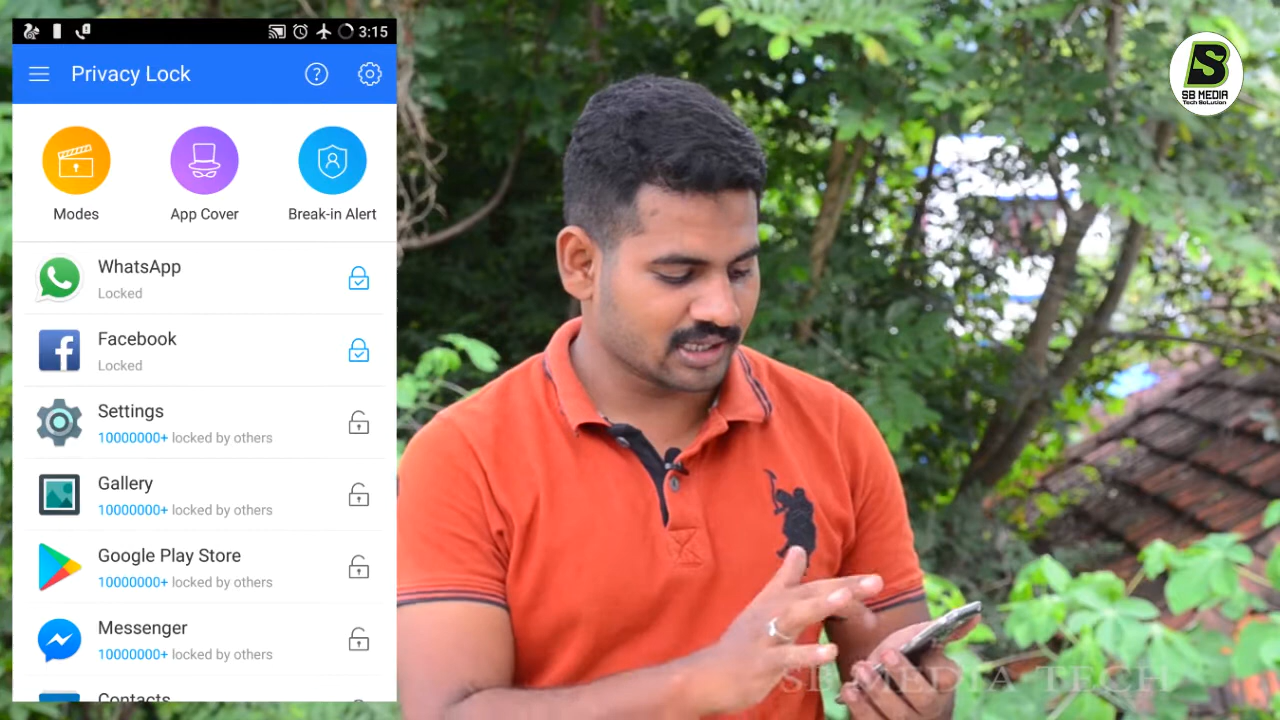 3:15
Privacy Lock
?
Modes
App Cover
Break-in Alert
WhatsApp
Locked
Facebook
Locked
Settings
10000000+ locked by others
Gallery
10000000+ locked by others
Google Play Store
10000000+ locked by others
Messenger
10000000+ locked by others
Contacts
SB MEDIA
Tech SoLution
SB MEDIA TECH